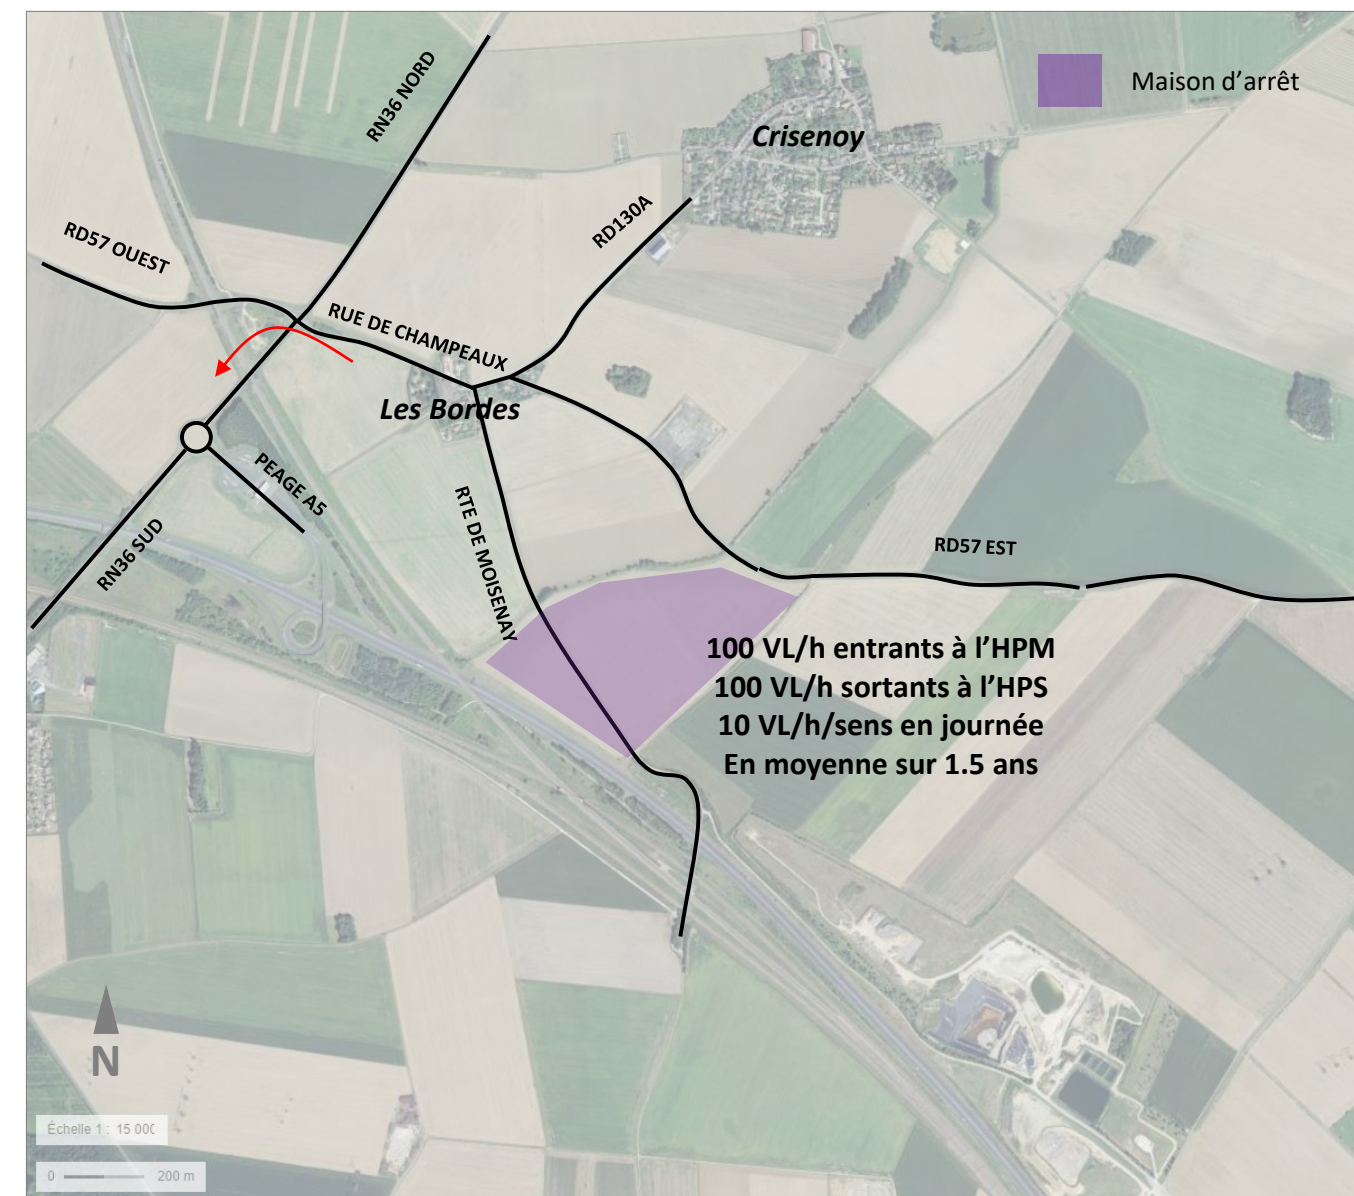 RN36 NORD
Maison d’arrêt
Crisenoy
RD57 OUEST
RD130A
RUE DE CHAMPEAUX
Les Bordes
PEAGE A5
RN36 SUD
RTE DE MOISENAY
RD57 EST
100 VL/h entrants à l’HPM
100 VL/h sortants à l’HPS
10 VL/h/sens en journée
En moyenne sur 1.5 ans
N
Échelle 1 : 15 000
0 200 m